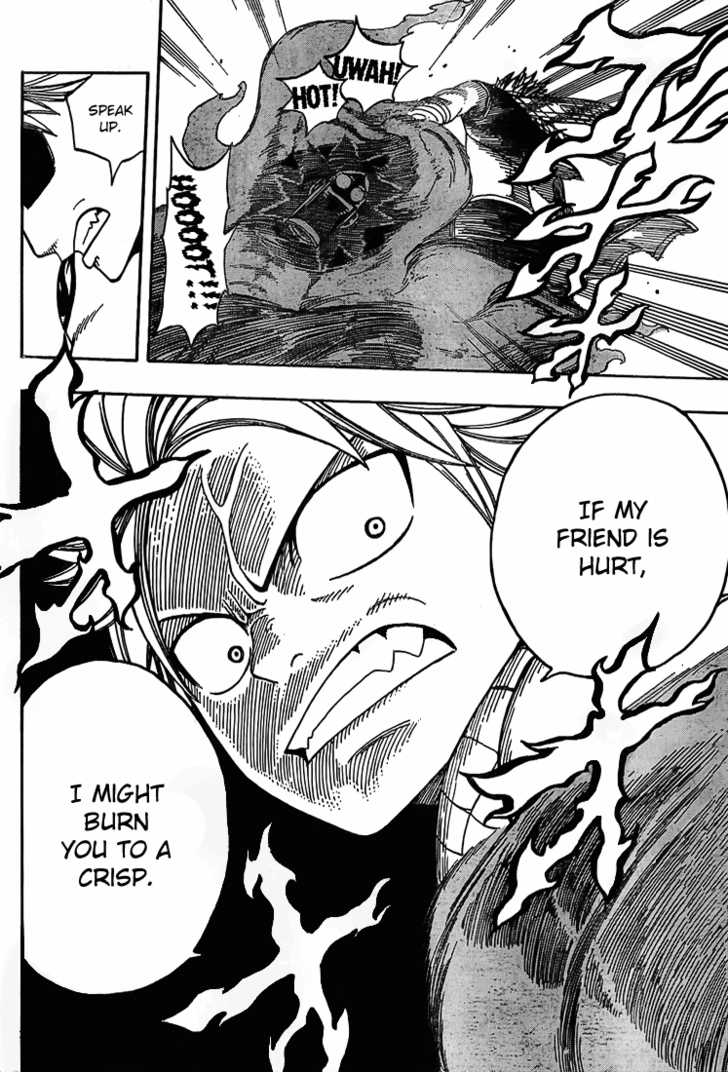 UWAH!
HOT!
HOOOOT!!!
SPEAK
UP.
IF MY
FRIEND IS
HURT,
I MIGHT
BURN
YOU TO A
CRISP.